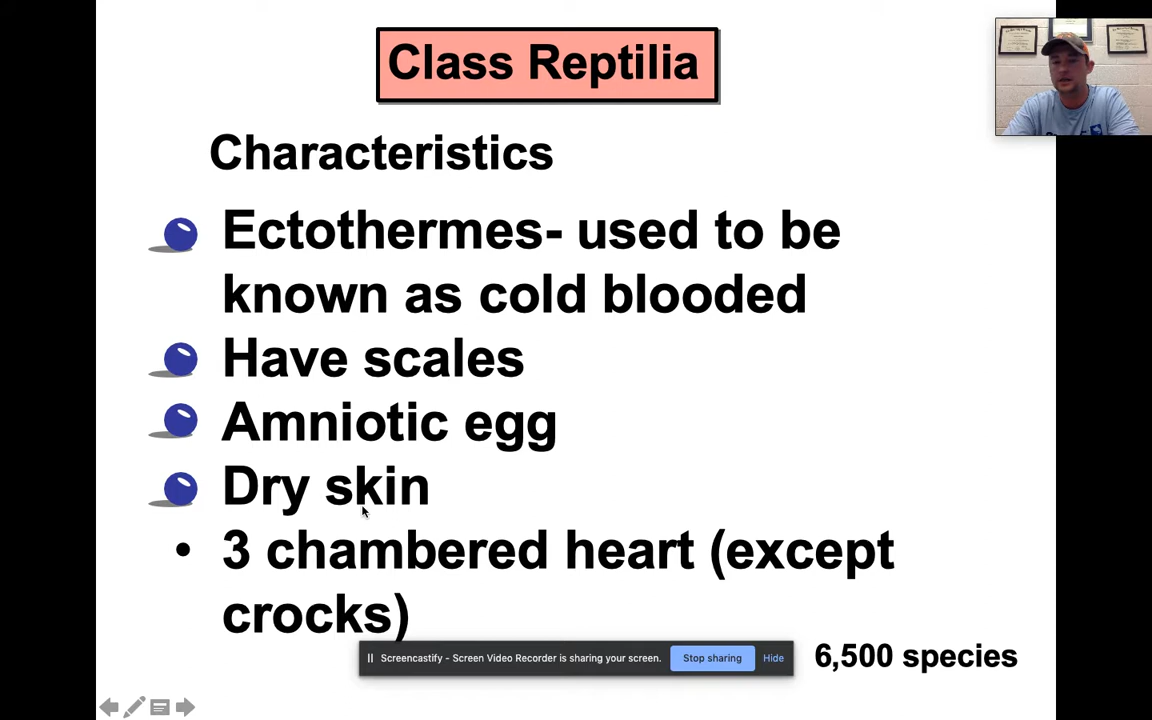 Class Reptilia
Characteristics
Ectothermes- used to be
known as cold blooded
Have scales
Amniotic egg
Dry skin
• 3 chambered heart (except
crocks)
Screencastify - Screen Video Recorder is sharing your screen. Stop sharing Hide
6,500 species